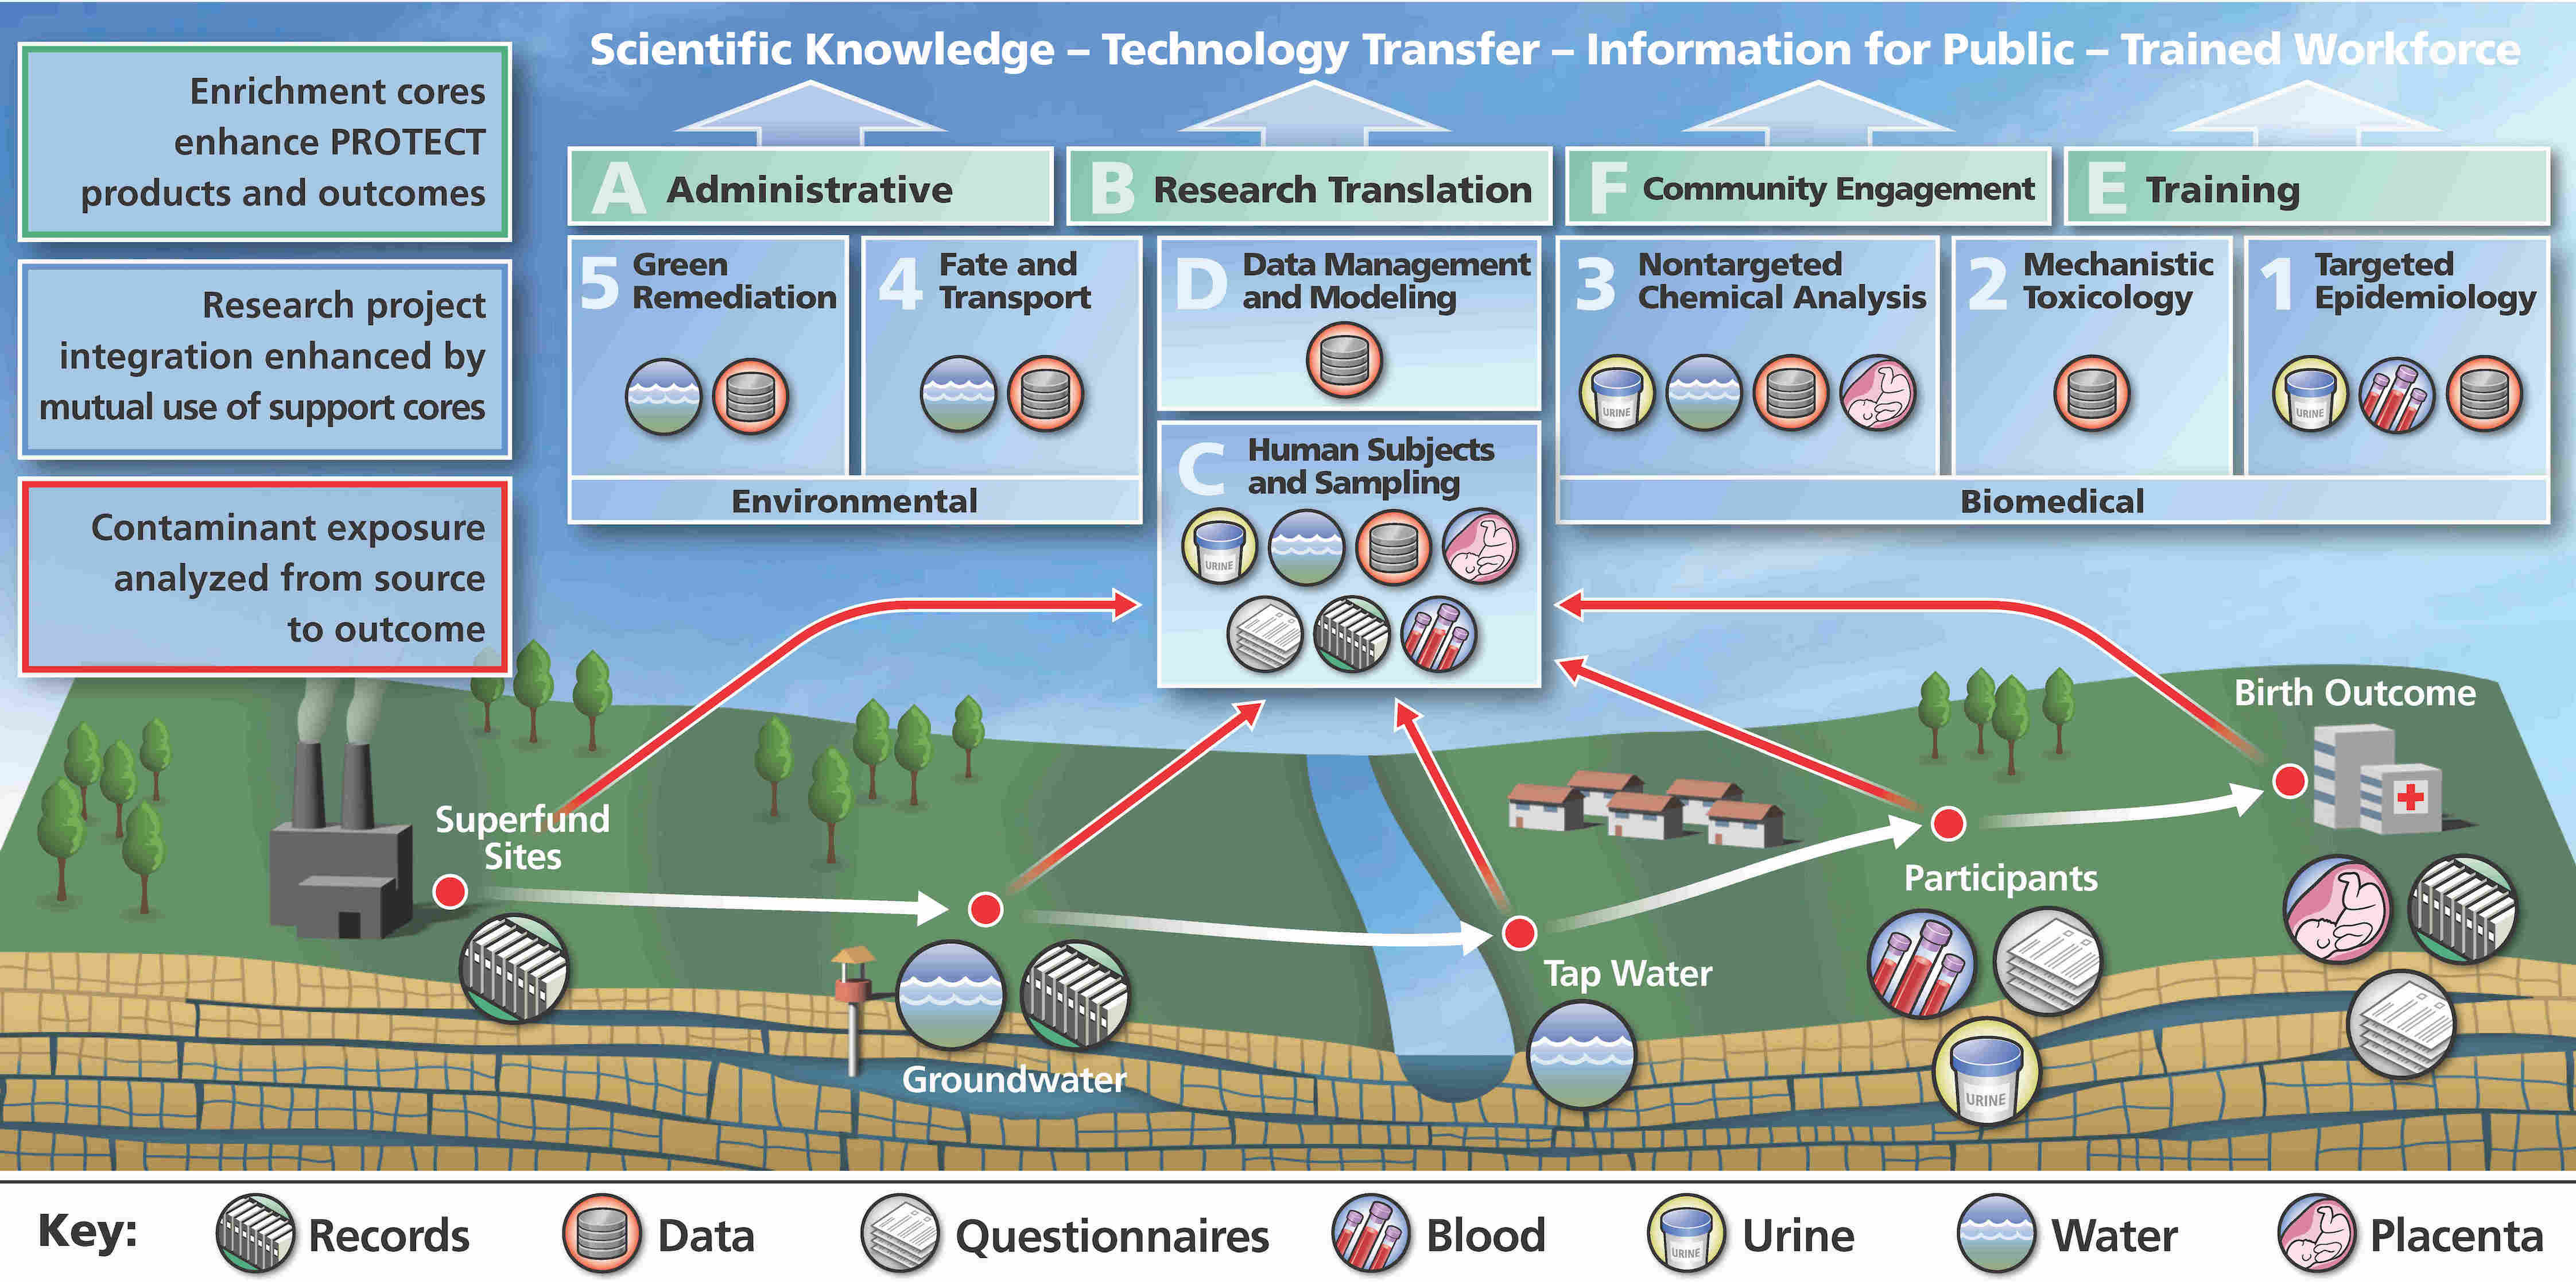 Scientific Knowledge – Technology Transfer – Information for Public – Trained Workforce
Enrichment cores
enhance PROTECT
products and outcomes
Research project
integration enhanced by
mutual use of support cores
Contaminant exposure
analyzed from source
to outcome
A Administrative
B Research Translation
F Community Engagement
E Training
5 Green
Remediation
4 Fate and
Transport
Environmental
D Data Management
and Modeling
C Human Subjects
and Sampling
URINE
3 Nontargeted
Chemical Analysis
URINE
2 Mechanistic
Toxicology
1 Targeted
Epidemiology
URINE
Biomedical
Superfund
Sites
Groundwater
Tap Water
Participants
URINE
Birth Outcome
Key:
Records
Data
Questionnaires
Blood
URINE
Urine
Water
Placenta